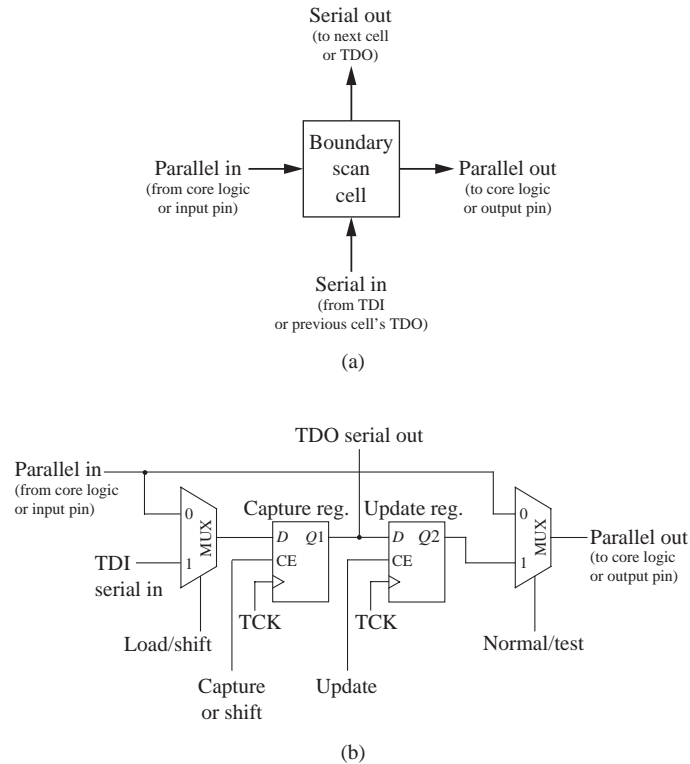 Serial out
(to next cell
or TDO)
Boundary
scan
cell
Parallel in
(from core logic
or input pin)
Parallel out
(to core logic
or output pin)
Serial in
(from TDI
or previous cell's TDO)
(a)
TDO serial out
Parallel in
(from core logic
or input pin)
Capture reg.
Update reg.
0
MUX
1
D Q1
CE
D Q2
CE
0
MUX
1
Parallel out
(to core logic
or output pin)
TDI
serial in
TCK
TCK
Load/shift
Normal/test
Capture
or shift
Update
(b)